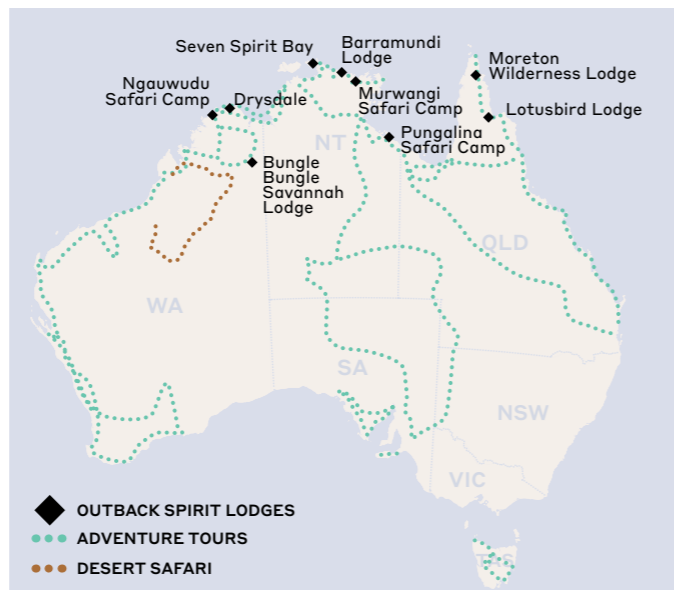 Seven Spirit Bay
Barramundi
Lodge
Moreton
Wilderness Lodge
Ngauwudu
Safari Camp
Drysdale
Murwangi
Safari Camp
Lotusbird Lodge
NT
Pungalina
Safari Camp
Bungle
Bungle
Savannah
Lodge
QLD
WA
SA
NSW
VIC
TAS
OUTBACK SPIRIT LODGES
ADVENTURE TOURS
DESERT SAFARI